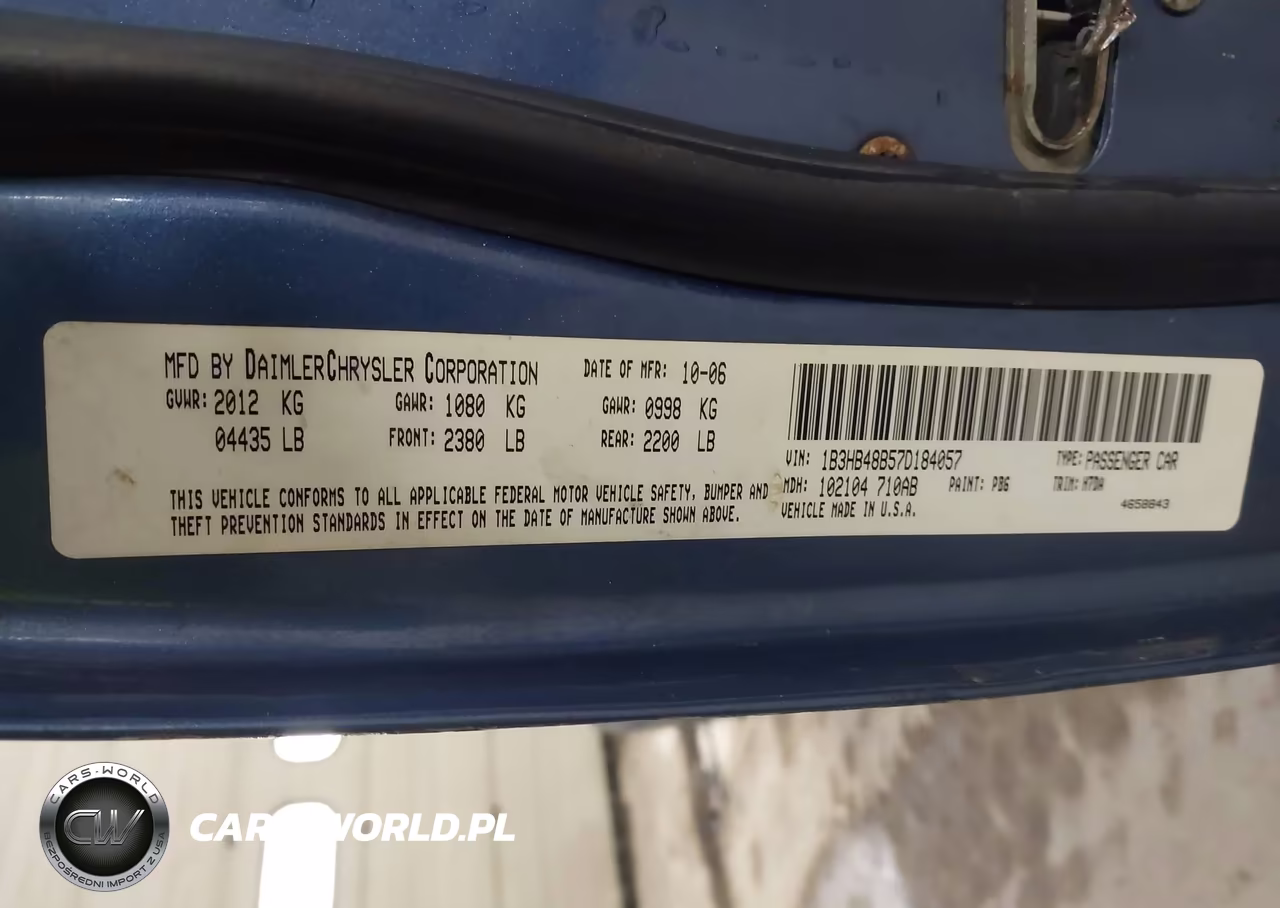 MFD BY DAIMLERCHRYSLER CORPORATION DATE OF MFR: 10-06
GVWR: 2012 KG GAWR: 1080 KG GAWR: 0998 KG
04435 LB FRONT: 2380 LB REAR: 2200 LB
THIS VEHICLE CONFORMS TO ALL APPLICABLE FEDERAL MOTOR VEHICLE SAFETY, BUMPER AND
THEFT PREVENTION STANDARDS IN EFFECT ON THE DATE OF MANUFACTURE SHOWN ABOVE.
VIN: 1B3HB48B57D184057 TYPE: PASSENGER CAR
MDH: 102104 710AB PAINT: PB6 TRIM: H7DA
VEHICLE MADE IN U.S.A. 4658843
CARS-WORLD
CW
BEZPOŚREDNI IMPORT Z USA
CARS-WORLD.PL